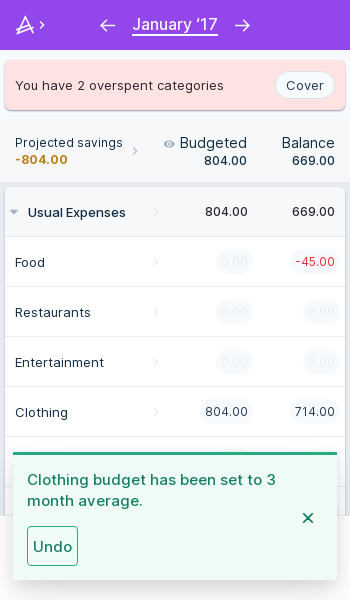 January ‘17
You have 2 overspent categories
Cover
Projected savings
-804.00
Budgeted
804.00
Balance
669.00
Usual Expenses 804.00 669.00
Food 0.00 -45.00
Restaurants 0.00 0.00
Entertainment 0.00 0.00
Clothing 804.00 714.00
Clothing budget has been set to 3
month average.
Undo